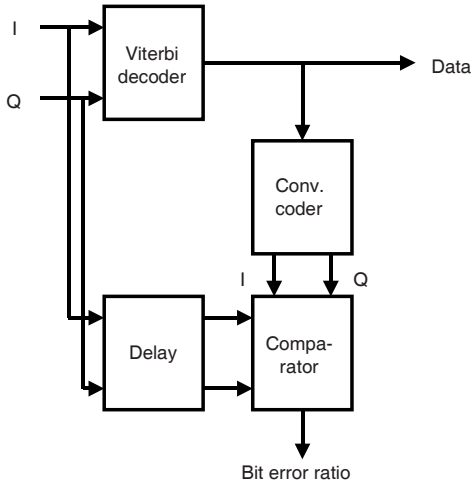 I
Viterbi
decoder
Data
Q
Conv.
coder
I
Q
Delay
Compa-
rator
Bit error ratio